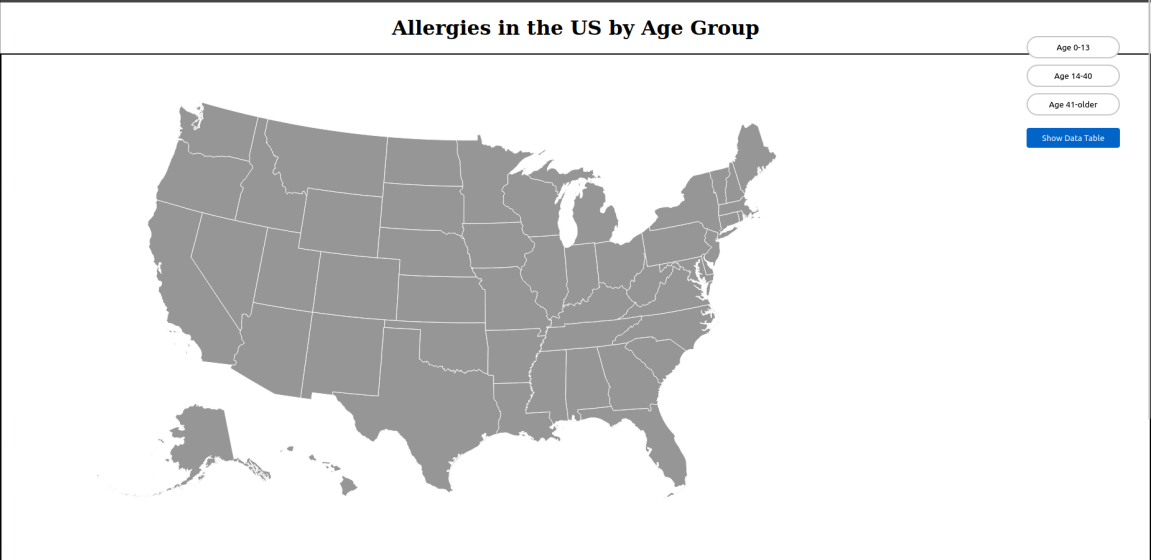 Allergies in the US by Age Group
Age 0-13
Age 14-40
Age 41-older
Show Data Table